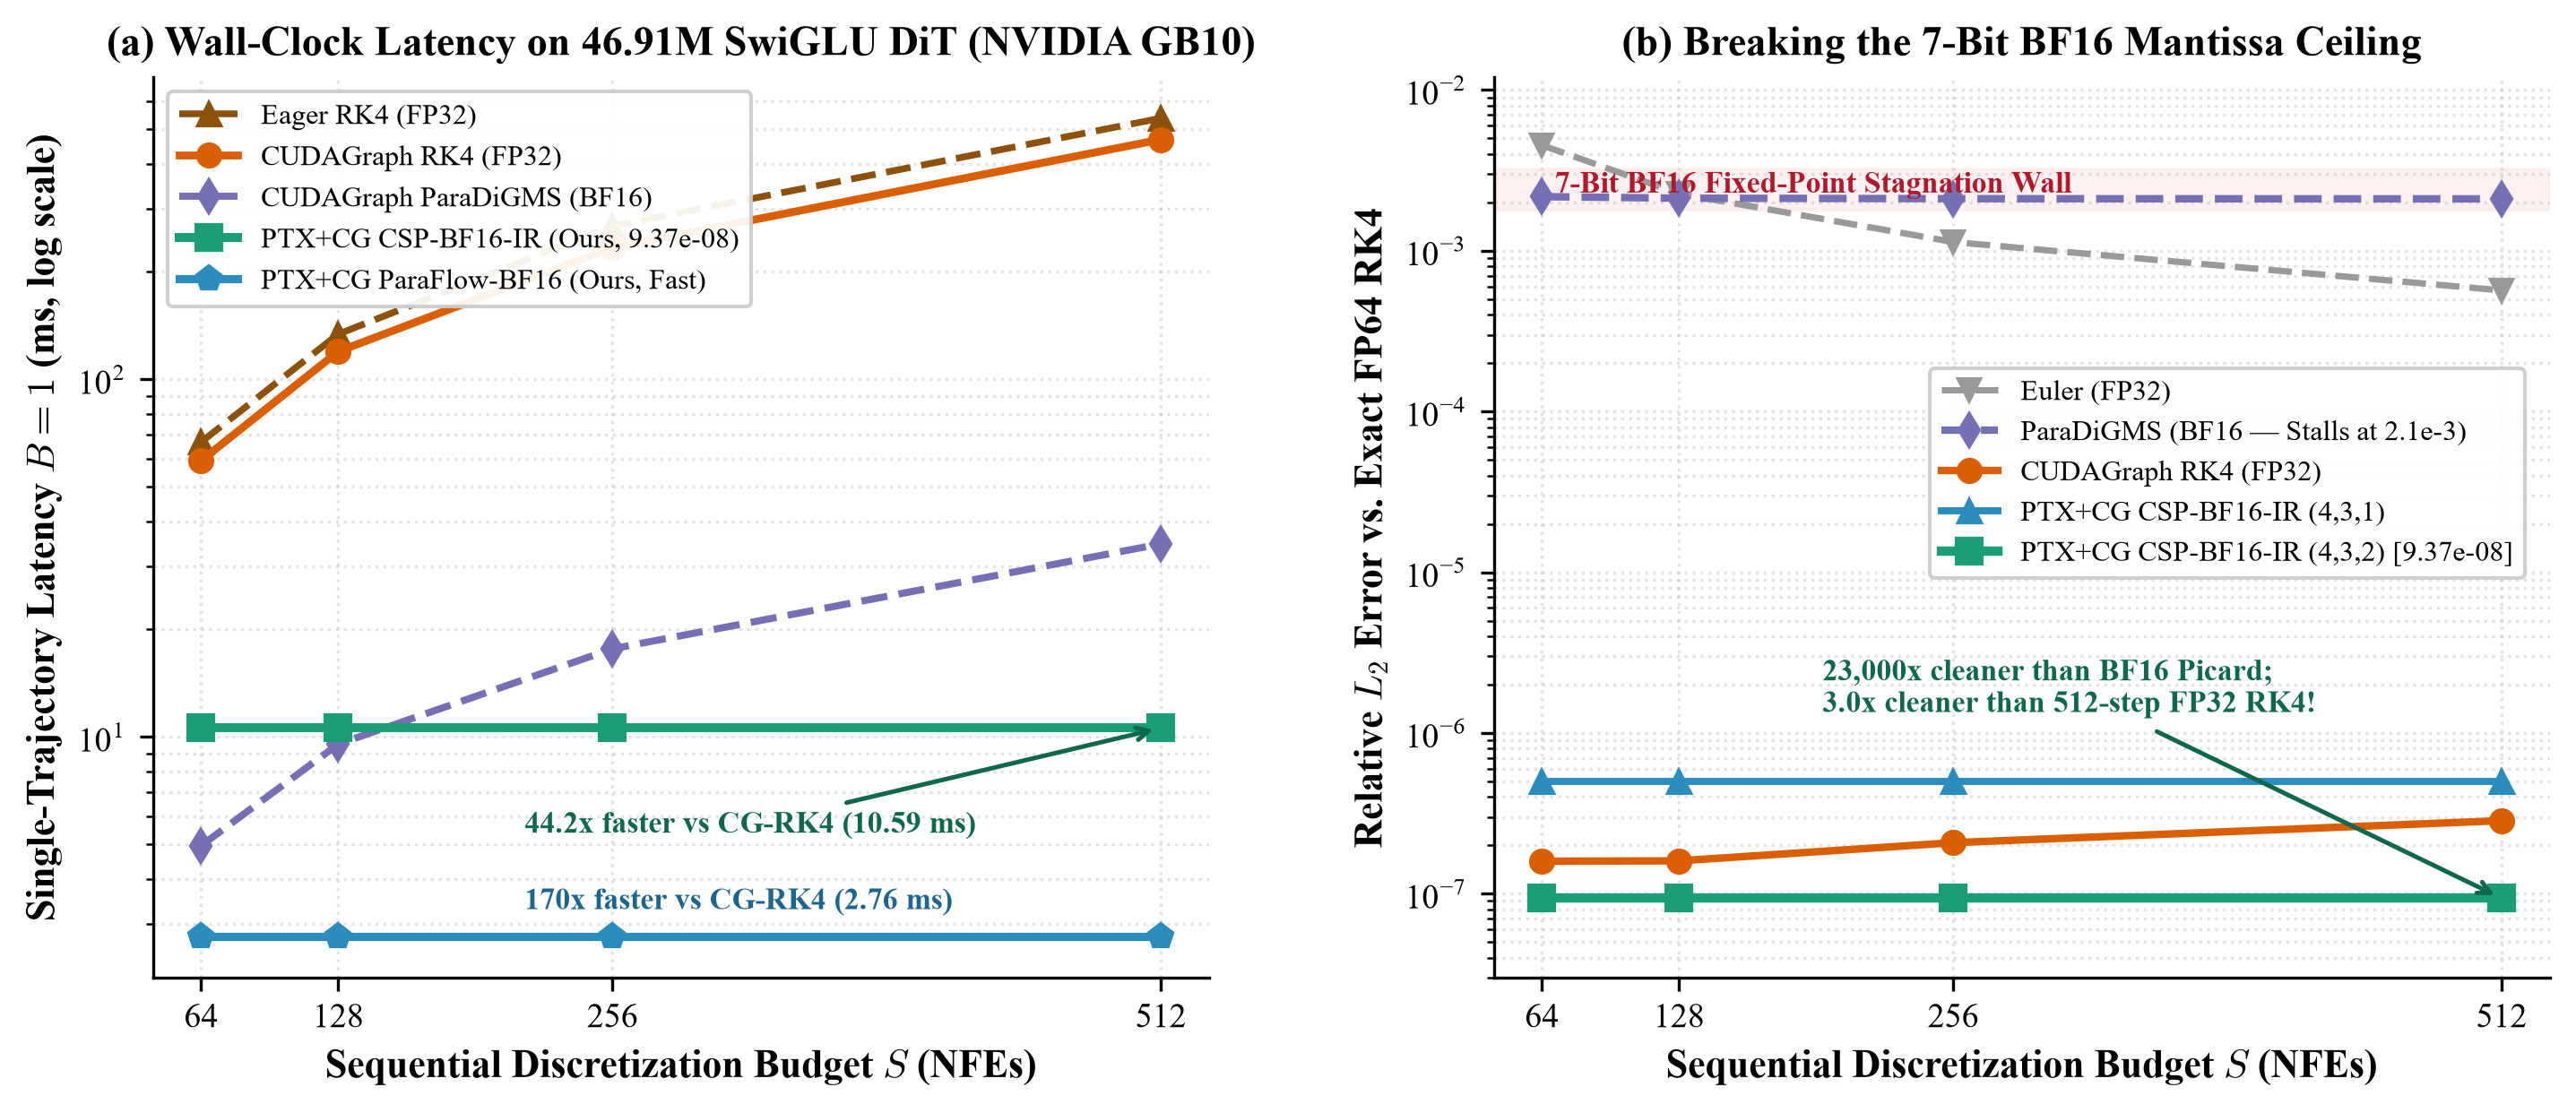 (a) Wall-Clock Latency on 46.91M SwiGLU DiT (NVIDIA GB10)
Single-Trajectory Latency B = 1 (ms, log scale)
Eager RK4 (FP32)
CUDAGraph RK4 (FP32)
CUDAGraph ParaDiGMS (BF16)
PTX+CG CSP-BF16-IR (Ours, 9.37e-08)
PTX+CG ParaFlow-BF16 (Ours, Fast)
10²
10¹
44.2x faster vs CG-RK4 (10.59 ms)
170x faster vs CG-RK4 (2.76 ms)
64 128 256 512
Sequential Discretization Budget S (NFEs)
(b) Breaking the 7-Bit BF16 Mantissa Ceiling
Relative L₂ Error vs. Exact FP64 RK4
10⁻²
7-Bit BF16 Fixed-Point Stagnation Wall
10⁻³
Euler (FP32)
10⁻⁴
ParaDiGMS (BF16 — Stalls at 2.1e-3)
CUDAGraph RK4 (FP32)
PTX+CG CSP-BF16-IR (4,3,1)
PTX+CG CSP-BF16-IR (4,3,2) [9.37e-08]
10⁻⁵
23,000x cleaner than BF16 Picard;
3.0x cleaner than 512-step FP32 RK4!
10⁻⁶
10⁻⁷
64 128 256 512
Sequential Discretization Budget S (NFEs)